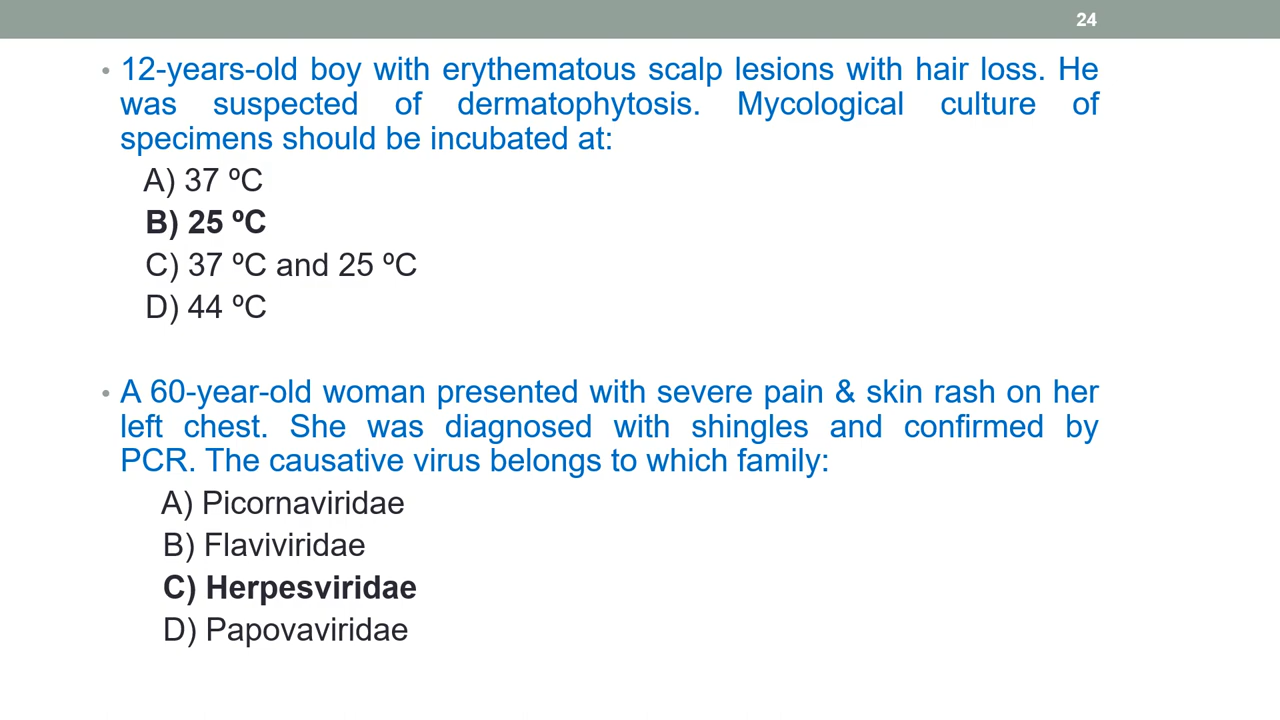 24
• 12-years-old boy with erythematous scalp lesions with hair loss. He
was suspected of dermatophytosis. Mycological culture of
specimens should be incubated at:
A) 37 ºC
B) 25 ºC
C) 37 ºC and 25 ºC
D) 44 ºC
• A 60-year-old woman presented with severe pain & skin rash on her
left chest. She was diagnosed with shingles and confirmed by
PCR. The causative virus belongs to which family:
A) Picornaviridae
B) Flaviviridae
C) Herpesviridae
D) Papovaviridae